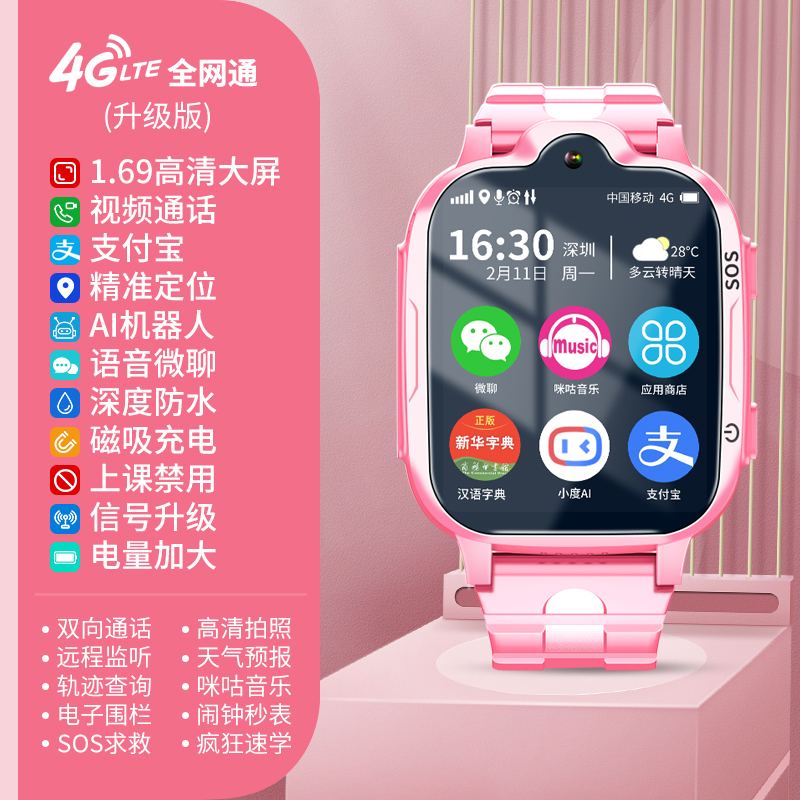 4G LTE 全网通
(升级版)
1.69高清大屏
视频通话
支付宝
精准定位
AI机器人
语音微聊
深度防水
磁吸充电
上课禁用
信号升级
电量加大
• 双向通话 • 高清拍照
• 远程监听 • 天气预报
• 轨迹查询 • 咪咕音乐
• 电子围栏 • 闹钟秒表
• SOS求救 • 疯狂速学
中国移动 4G
16:30 深圳 28°C
2月11日 周一 多云转晴天
SOS
Music
微聊 咪咕音乐 应用商店
正版
新华字典
商务印书馆
支
汉语字典 小度AI 支付宝